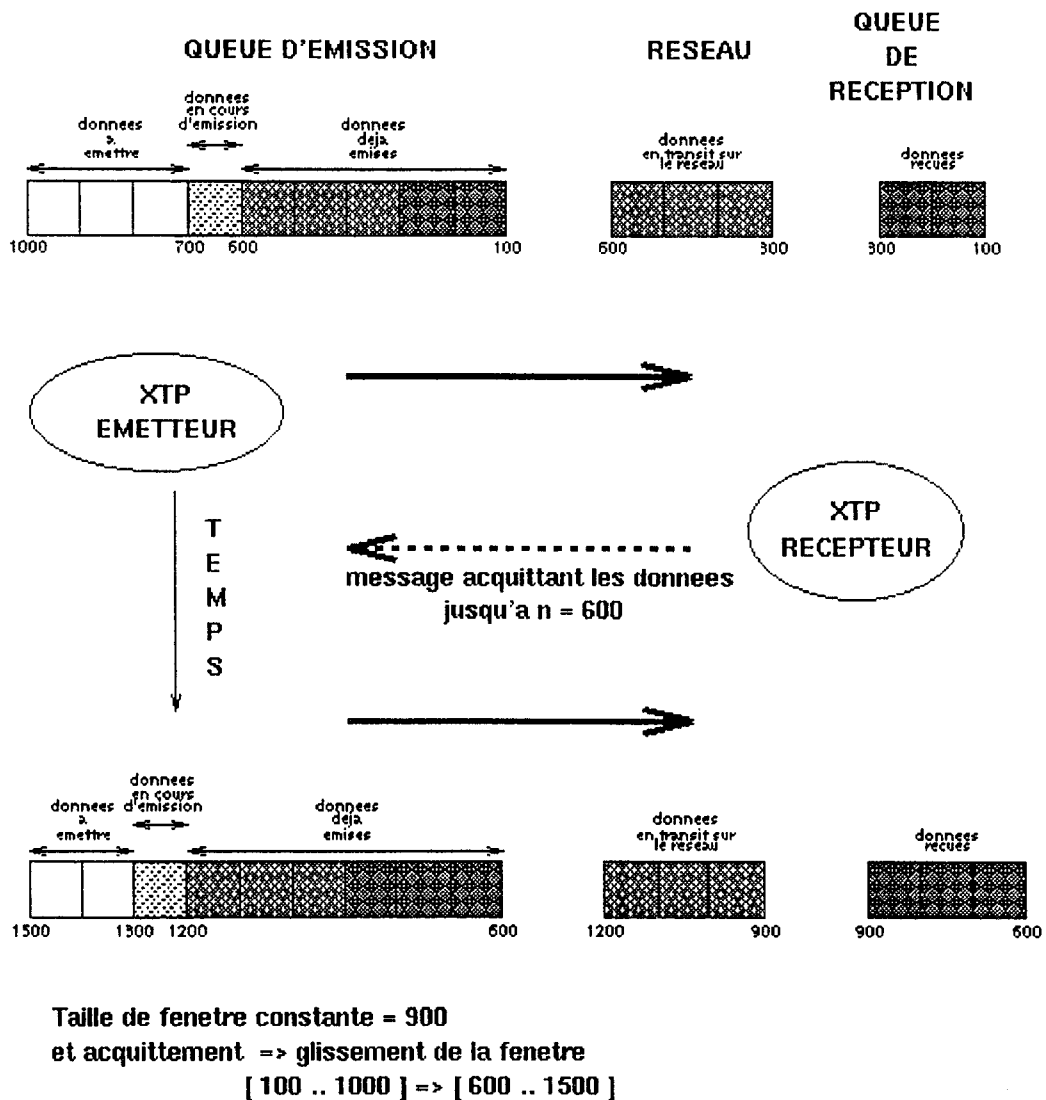 QUEUE D'EMISSION
RESEAU
QUEUE
DE
RECEPTION
donnees
a
emettre
donnees
en cours
d'emission
donnees
deja
emises
donnees
en transit sur
le reseau
donnees
recues
1000
700
600
100
600
300
300
100
XTP
EMETTEUR
XTP
RECEPTEUR
T
E
M
P
S
message acquittant les donnees
jusqu'a n = 600
donnees
a
emettre
donnees
en cours
d'emission
donnees
deja
emises
donnees
en transit sur
le reseau
donnees
recues
1500
1300
1200
600
1200
900
900
600
Taille de fenetre constante = 900
et acquittement => glissement de la fenetre
[ 100 .. 1000 ] => [ 600 .. 1500 ]